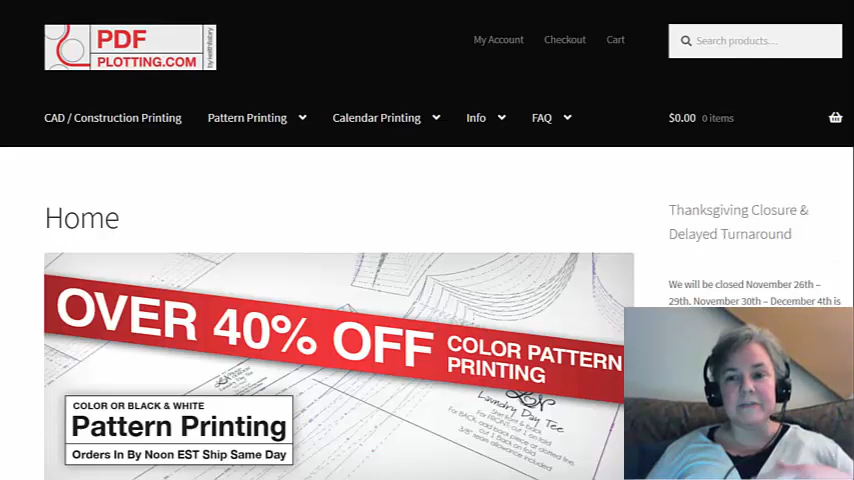 PDF
PLOTTING.COM
My Account
Checkout
Cart
Search products...
CAD / Construction Printing
Pattern Printing
Calendar Printing
Info
FAQ
$0.00 0 items
Home
Thanksgiving Closure &
Delayed Turnaround
We will be closed November 26th –
29th. November 30th – December 4th is
OVER 40% OFF
COLOR PATTERN
PRINTING
COLOR OR BLACK & WHITE
Pattern Printing
Orders In By Noon EST Ship Same Day
Laundry Day Tee